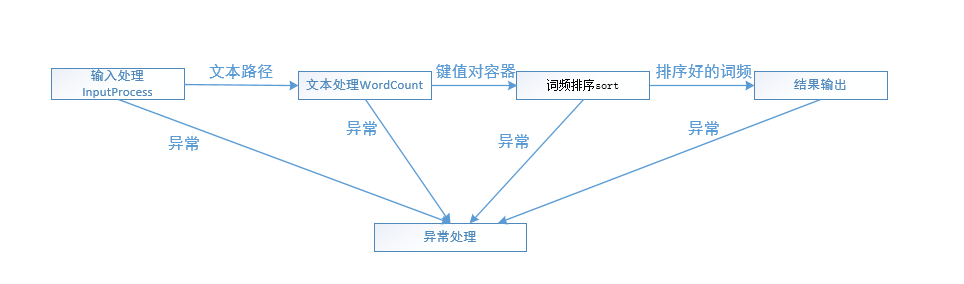 输入处理
InputProcess
文本路径
文本处理WordCount
键值对容器
词频排序sort
排序好的词频
结果输出
异常
异常
异常
异常
异常处理